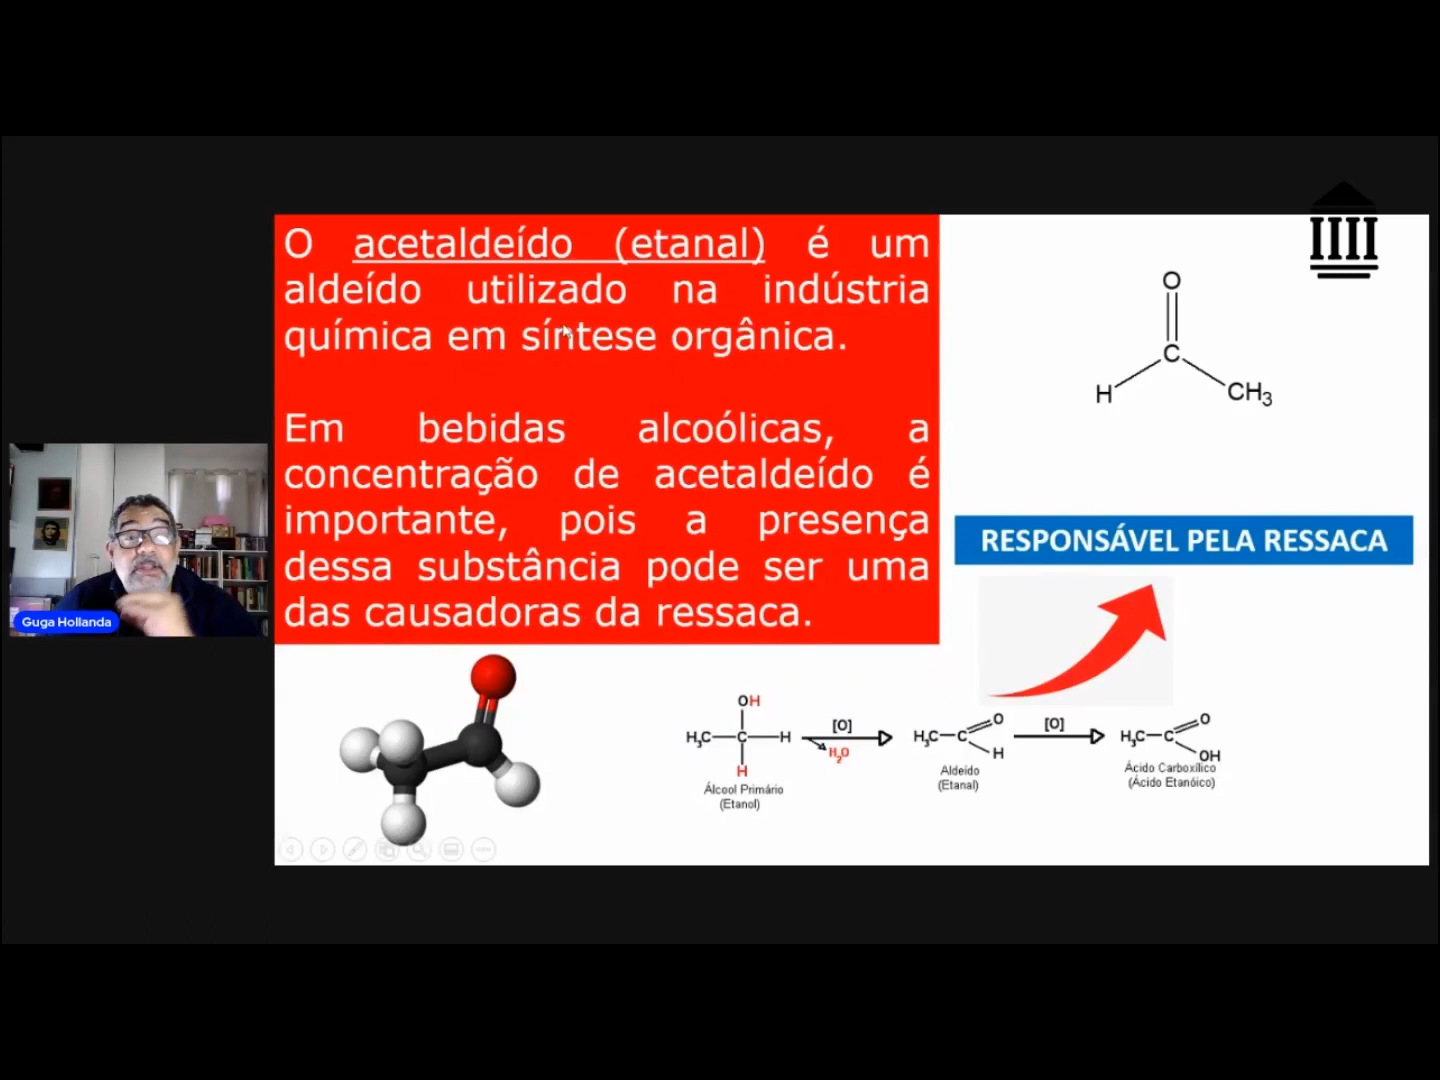 O acetaldeído (etanal) é um
aldeído utilizado na indústria
química em síntese orgânica.
Em bebidas alcoólicas, a
concentração de acetaldeído é
importante, pois a presença
dessa substância pode ser uma
das causadoras da ressaca.
O
C
H
CH3
RESPONSÁVEL PELA RESSACA
Guga Hollanda
OH
H3C C H
H
[O]
H2O
Álcool Primário
(Etanol)
O
H3C C
H
Aldeído
(Etanal)
[O]
O
H3C C
OH
Ácido Carboxílico
(Ácido Etanóico)